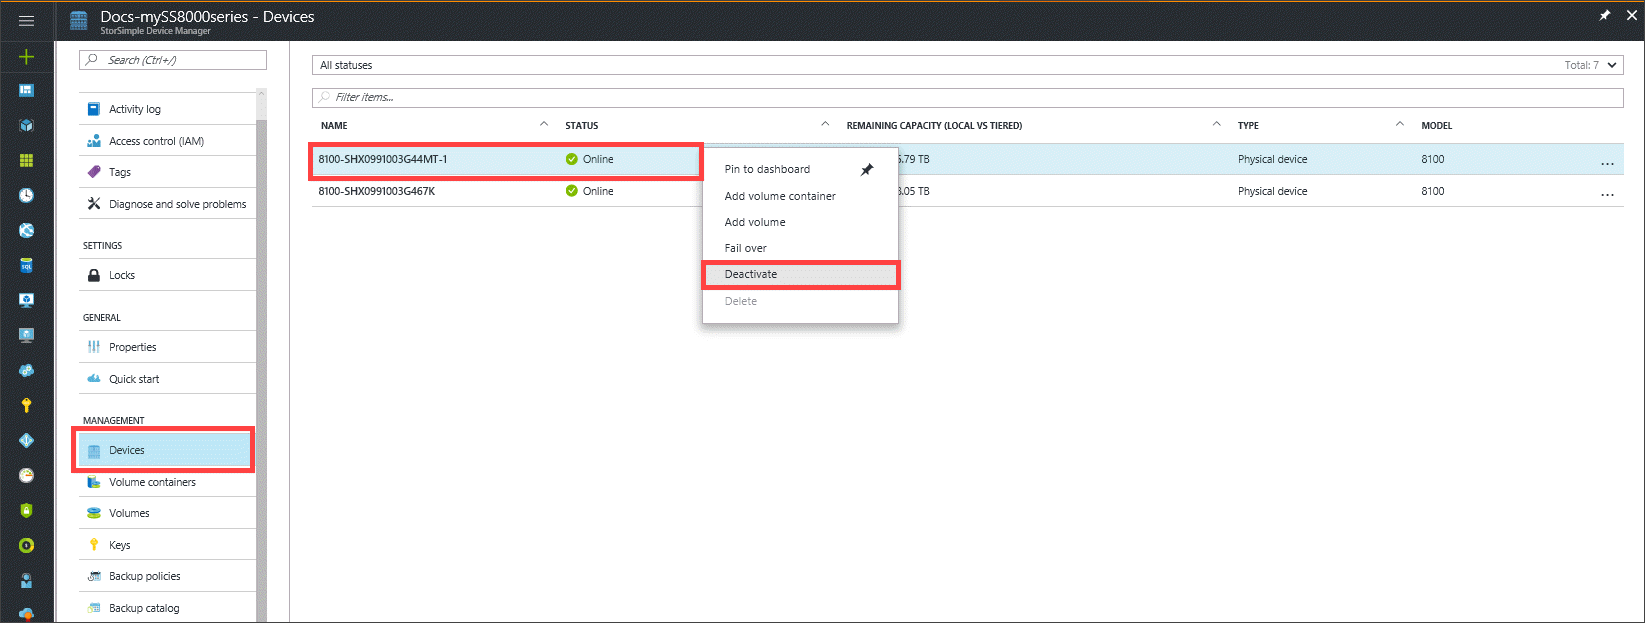 Docs-mySS8000series - Devices
StorSimple Device Manager
Search (Ctrl+/)
Activity log
Access control (IAM)
Tags
Diagnose and solve problems
SETTINGS
Locks
GENERAL
Properties
Quick start
MANAGEMENT
Devices
Volume containers
Volumes
Keys
Backup policies
Backup catalog
All statuses Total: 7
Filter items...
NAME STATUS REMAINING CAPACITY (LOCAL VS TIERED) TYPE MODEL
8100-SHX0991003G44MT-1 Online .79 TB Physical device 8100 ...
8100-SHX0991003G467K Online .05 TB Physical device 8100 ...
Pin to dashboard
Add volume container
Add volume
Fail over
Deactivate
Delete
SQL